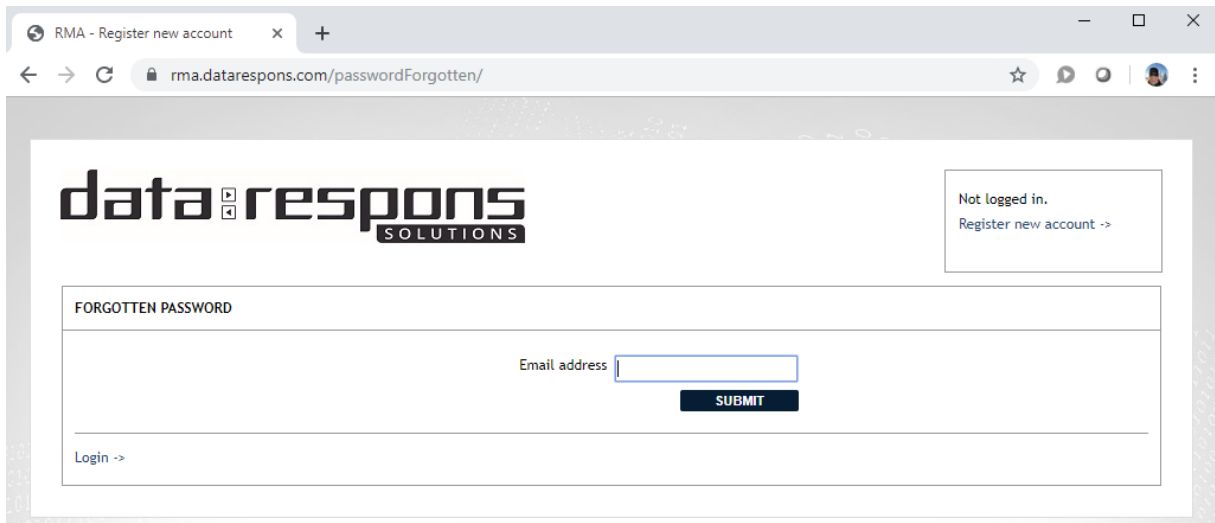 RMA - Register new account
rma.datarespons.com/passwordForgotten/
data respons
SOLUTIONS
Not logged in.
Register new account ->
FORGOTTEN PASSWORD
Email address
SUBMIT
Login ->